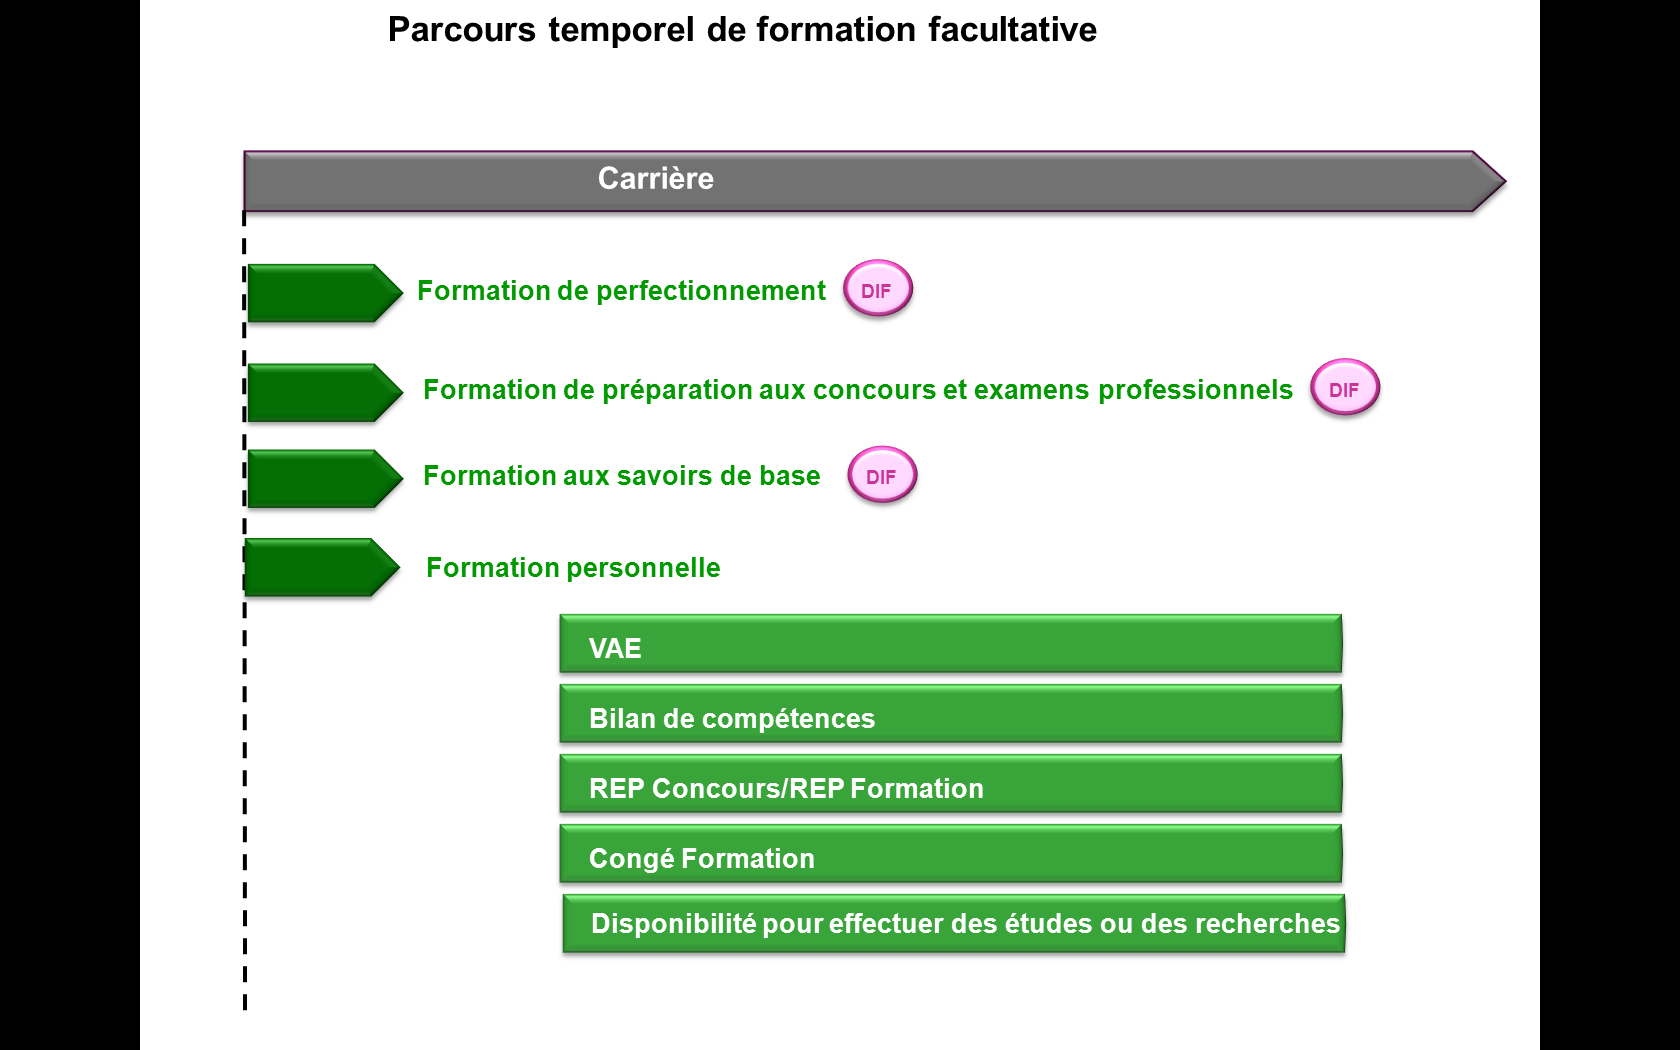 Parcours temporel de formation facultative
Carrière
Formation de perfectionnement DIF
Formation de préparation aux concours et examens professionnels DIF
Formation aux savoirs de base DIF
Formation personnelle
VAE
Bilan de compétences
REP Concours/REP Formation
Congé Formation
Disponibilité pour effectuer des études ou des recherches